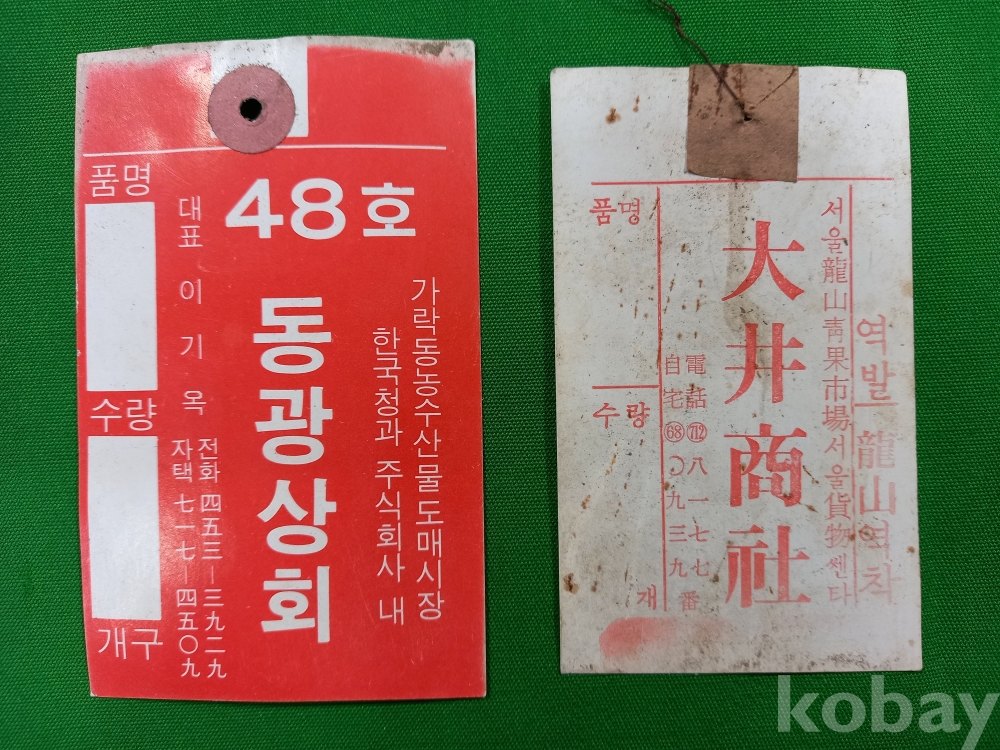 48호
동광상회
가락동농수산물도매시장
한국청과 주식회사 내
대표 이기옥
전화 四五三-三九二九
자택 七一七-四五〇九
품명
수량
개구
역발 龍山역착
서울龍山靑果市場서울貨物쎈타
大井商社
電話 712 八一七七番
自宅 68 〇九三九
품명
수량
개
kobay